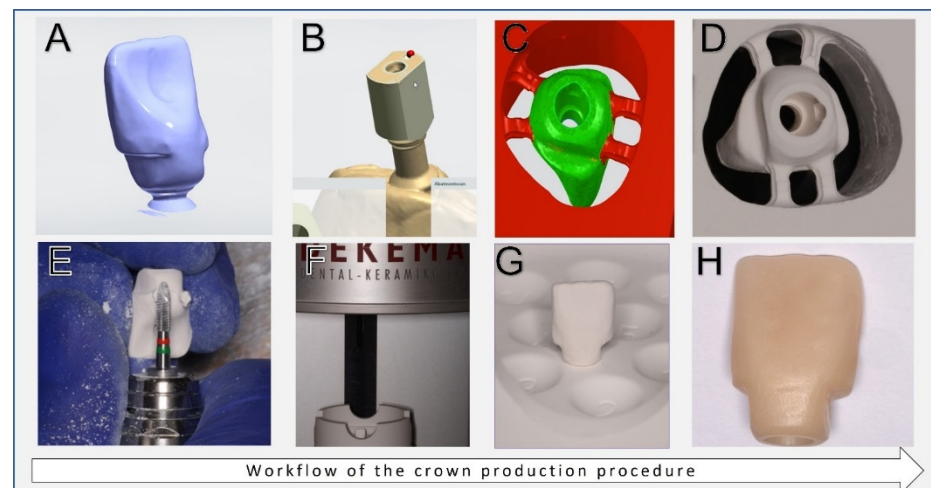 A
B
C
D
E
F
EKEMA
ENTAL-KERAMIK
G
H
Workflow of the crown production procedure